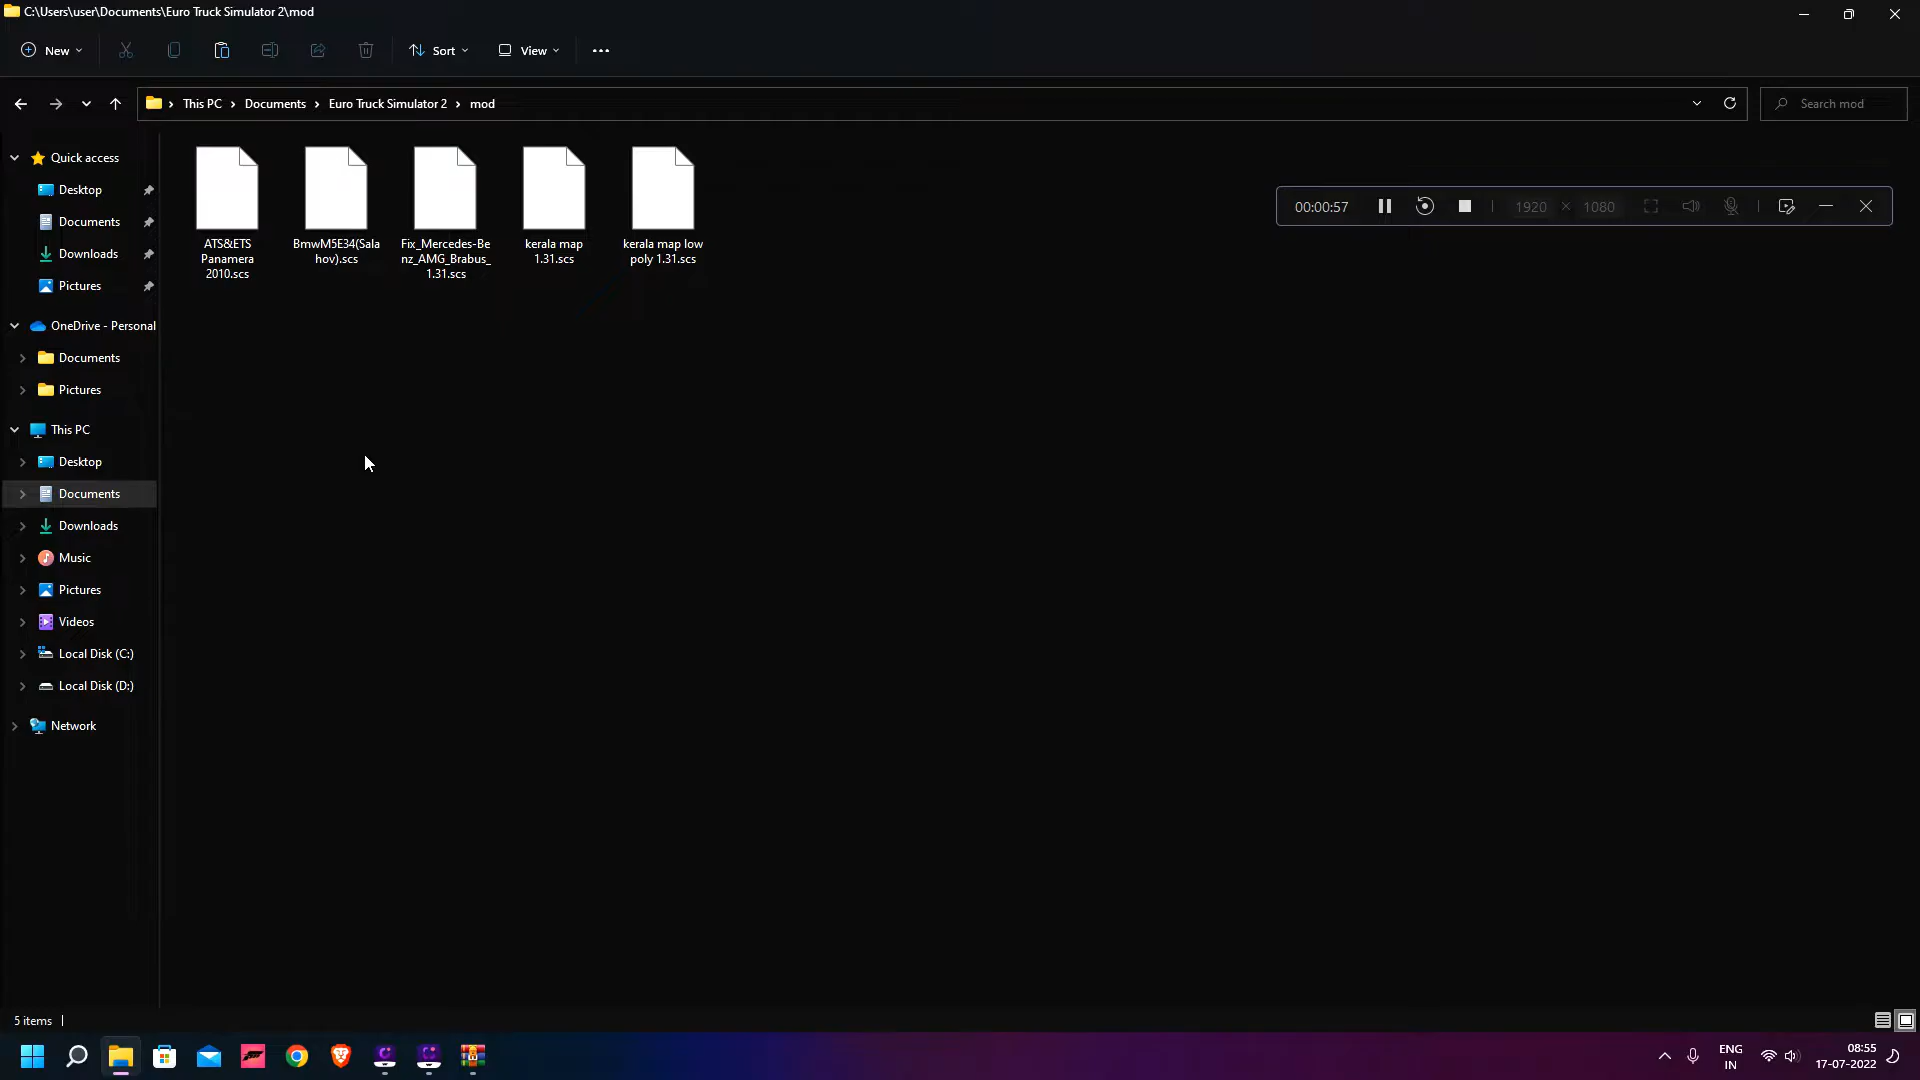 C:\Users\user\Documents\Euro Truck Simulator 2\mod
New
Sort
View
This PC
Documents
Euro Truck Simulator 2
mod
Search mod
Quick access
Desktop
Documents
Downloads
Pictures
OneDrive - Personal
Documents
Pictures
This PC
Desktop
Documents
Downloads
Music
Pictures
Videos
Local Disk (C:)
Local Disk (D:)
Network
ATS&ETS
Panamera
2010.scs
BmwM5E34(Sala
hov).scs
Fix_Mercedes-Be
nz_AMG_Brabus_
1.31.scs
kerala map
1.31.scs
kerala map low
poly 1.31.scs
00:00:57
1920 × 1080
5 items
ENG
IN
08:55
17-07-2022